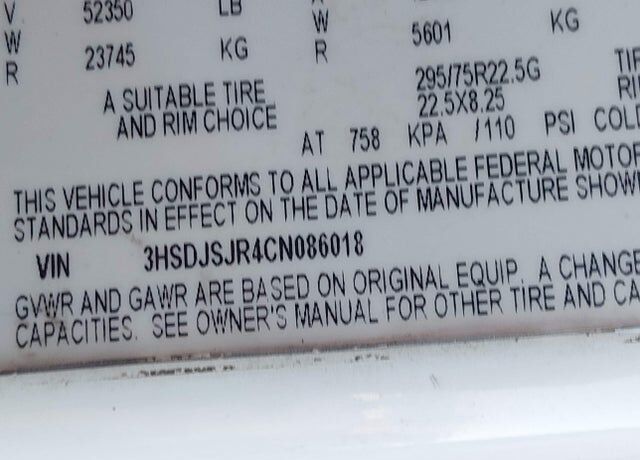 V 52350 LB A
W W 5601 KG
R 23745 KG R
A SUITABLE TIRE 295/75R22.5G
AND RIM CHOICE 22.5X8.25
AT 758 KPA /110 PSI COL
THIS VEHICLE CONFORMS TO ALL APPLICABLE FEDERAL MOTOR
STANDARDS IN EFFECT ON THE DATE OF MANUFACTURE SHOW
VIN 3HSDJSJR4CN086018
GVWR AND GAWR ARE BASED ON ORIGINAL EQUIP. A CHANGE
CAPACITIES. SEE OWNER'S MANUAL FOR OTHER TIRE AND CA